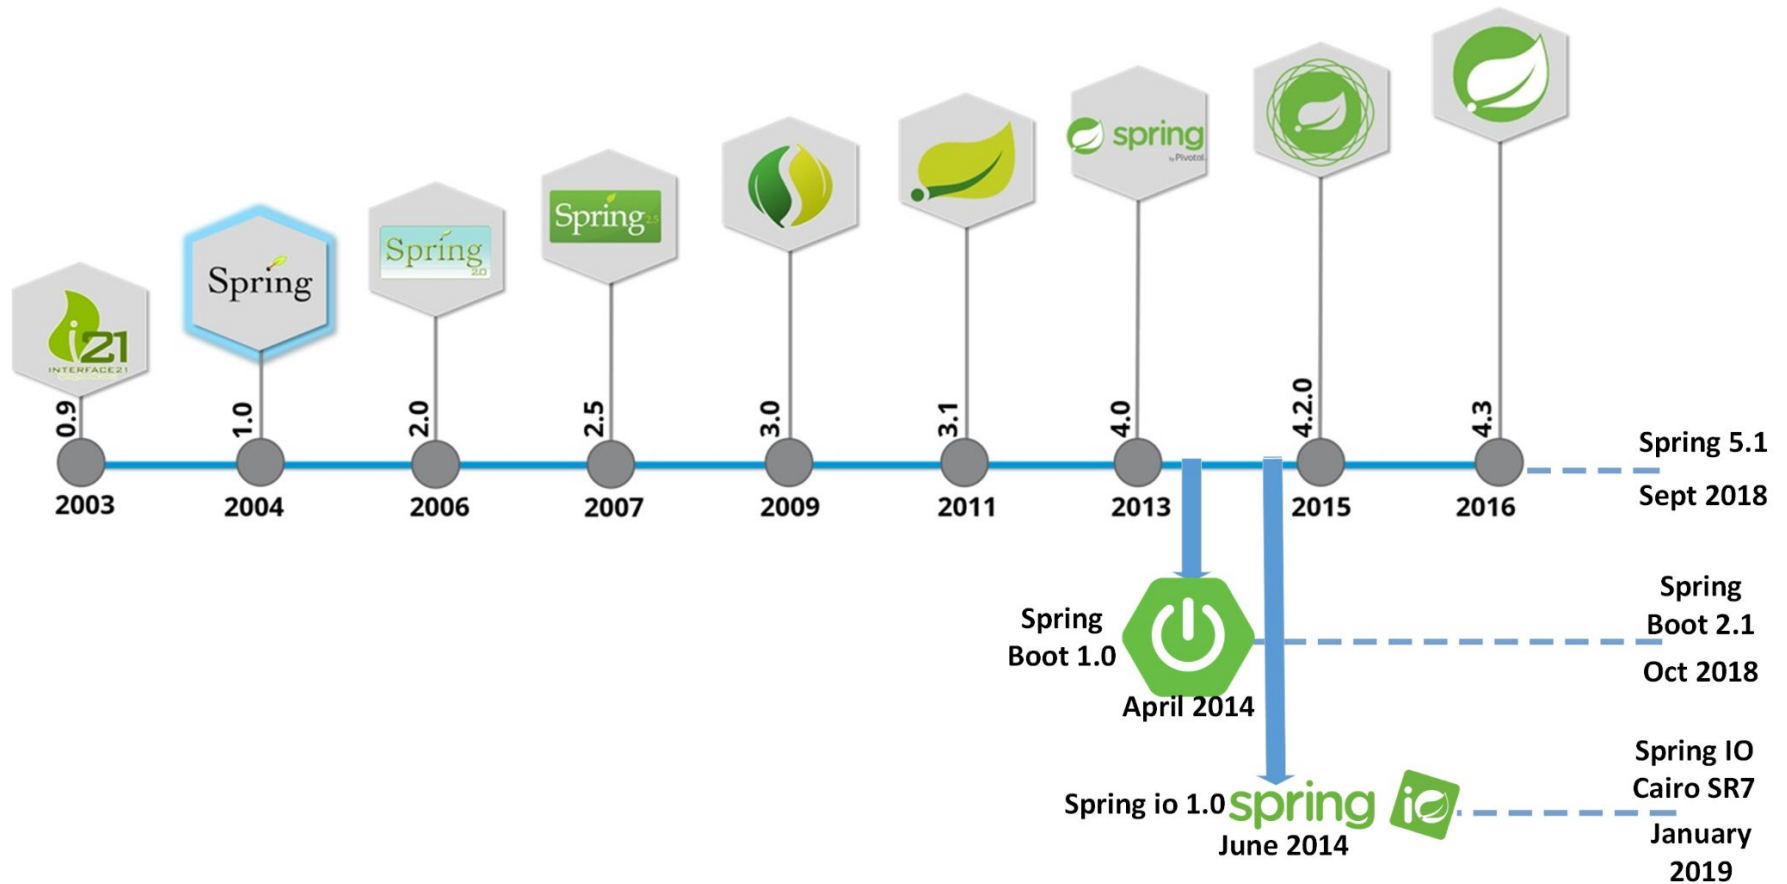 i21
INTERFACE21
Spring
Spring
2.0
Spring 2.5
spring
by Pivotal.
0.9
1.0
2.0
2.5
3.0
3.1
4.0
4.2.0
4.3
2003
2004
2006
2007
2009
2011
2013
2015
2016
Spring 5.1
Sept 2018
Spring
Boot 1.0
April 2014
Spring
Boot 2.1
Oct 2018
Spring io 1.0
spring io
June 2014
Spring IO
Cairo SR7
January
2019